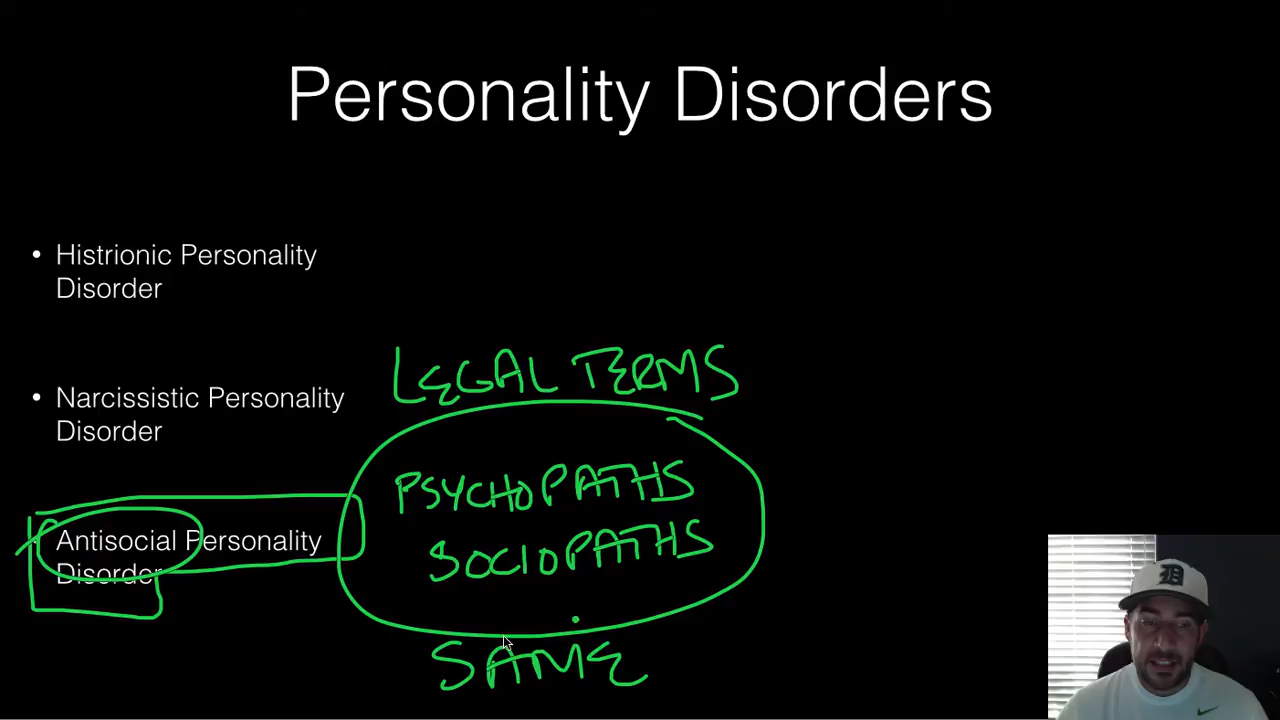 Personality Disorders
• Histrionic Personality
Disorder
• Narcissistic Personality
Disorder
• Antisocial Personality
Disorder
LEGAL TERMS
PSYCHOPATHS
SOCIOPATHS
SAME
D